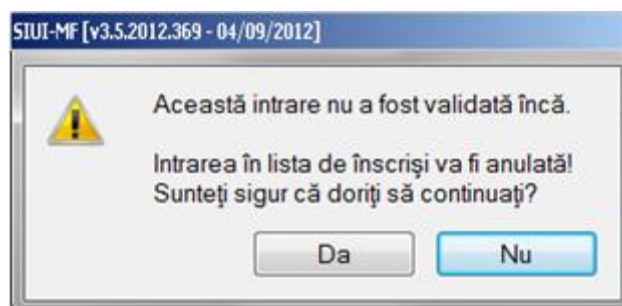 SIUI-MF [v3.5.2012.369 - 04/09/2012]
Această intrare nu a fost validată încă.
Intrarea în lista de înscrişi va fi anulată!
Sunteţi sigur că doriţi să continuaţi?
Da
Nu